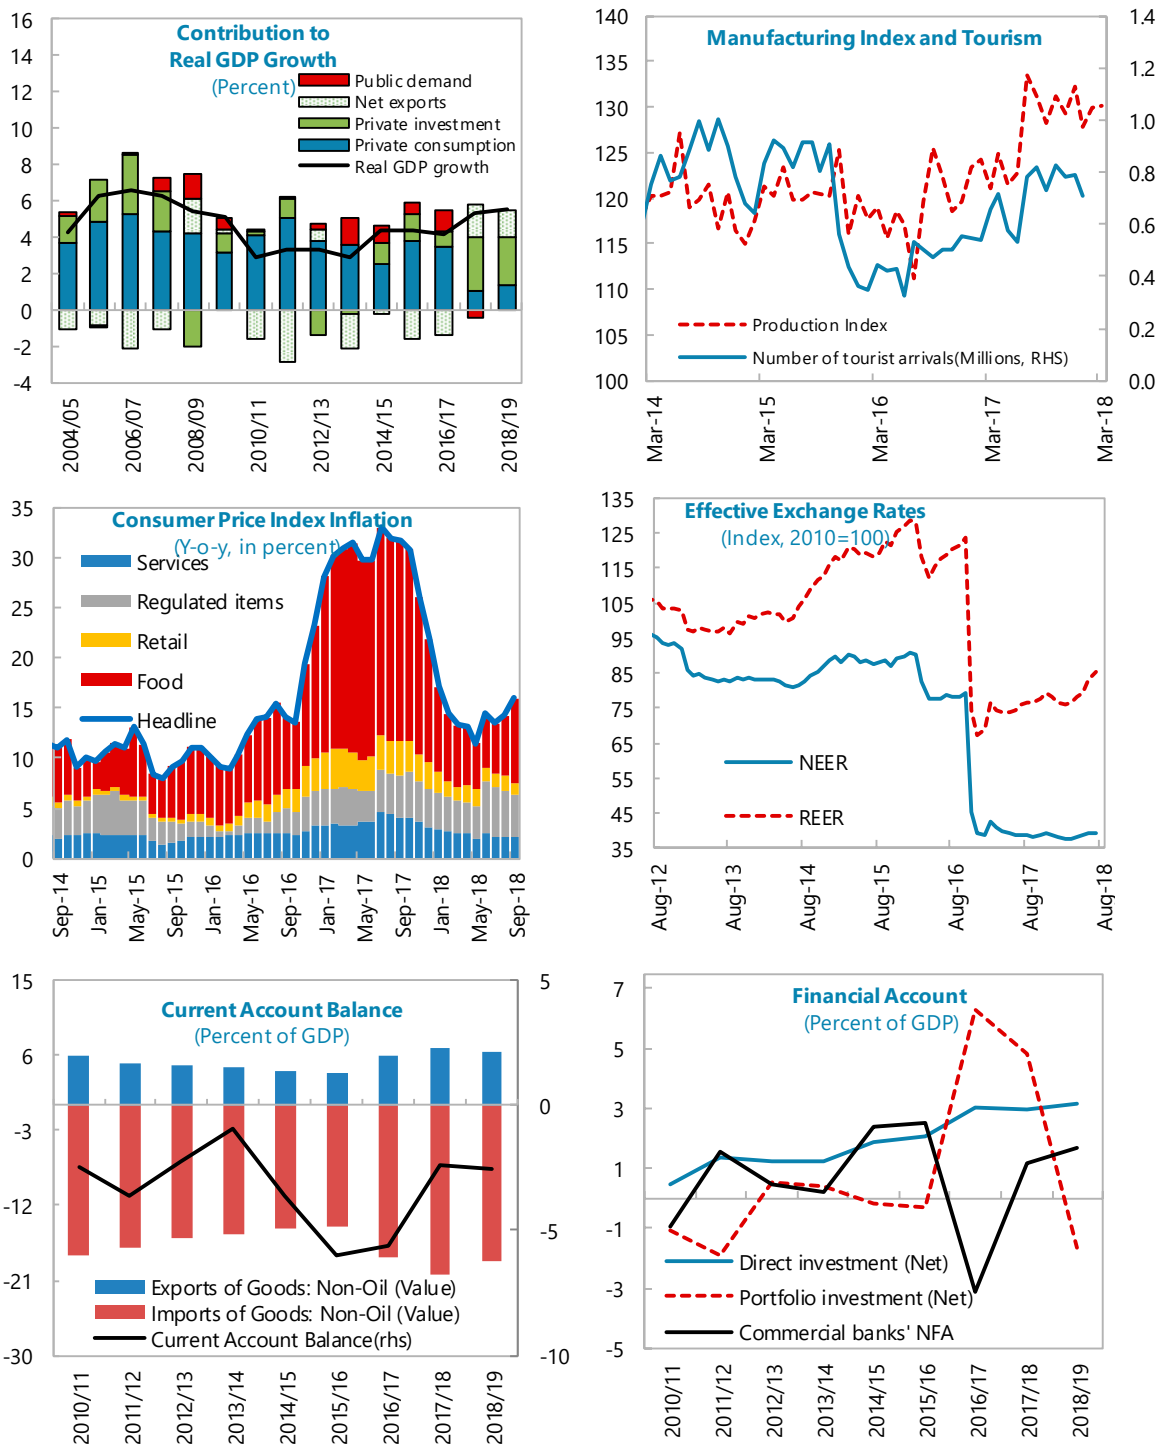 Contribution to
Real GDP Growth
(Percent)
Public demand
Net exports
Private investment
Private consumption
Real GDP growth
16
14
12
10
8
6
4
2
0
-2
-4
2004/05
2006/07
2008/09
2010/11
2012/13
2014/15
2016/17
2018/19
Manufacturing Index and Tourism
140
135
130
125
120
115
110
105
100
1.4
1.2
1.0
0.8
0.6
0.4
0.2
0.0
Production Index
Number of tourist arrivals(Millions, RHS)
Mar-14
Mar-15
Mar-16
Mar-17
Mar-18
Consumer Price Index Inflation
(Y-o-y, in percent)
Services
Regulated items
Retail
Food
Headline
35
30
25
20
15
10
5
0
Sep-14
Jan-15
May-15
Sep-15
Jan-16
May-16
Sep-16
Jan-17
May-17
Sep-17
Jan-18
May-18
Sep-18
Effective Exchange Rates
(Index, 2010=100)
135
125
115
105
95
85
75
65
55
45
35
NEER
REER
Aug-12
Aug-13
Aug-14
Aug-15
Aug-16
Aug-17
Aug-18
Current Account Balance
(Percent of GDP)
15
6
-3
-12
-21
-30
5
0
-5
-10
Exports of Goods: Non-Oil (Value)
Imports of Goods: Non-Oil (Value)
Current Account Balance(rhs)
2010/11
2011/12
2012/13
2013/14
2014/15
2015/16
2016/17
2017/18
2018/19
Financial Account
(Percent of GDP)
7
5
3
1
-1
-3
-5
Direct investment (Net)
Portfolio investment (Net)
Commercial banks' NFA
2010/11
2011/12
2012/13
2013/14
2014/15
2015/16
2016/17
2017/18
2018/19